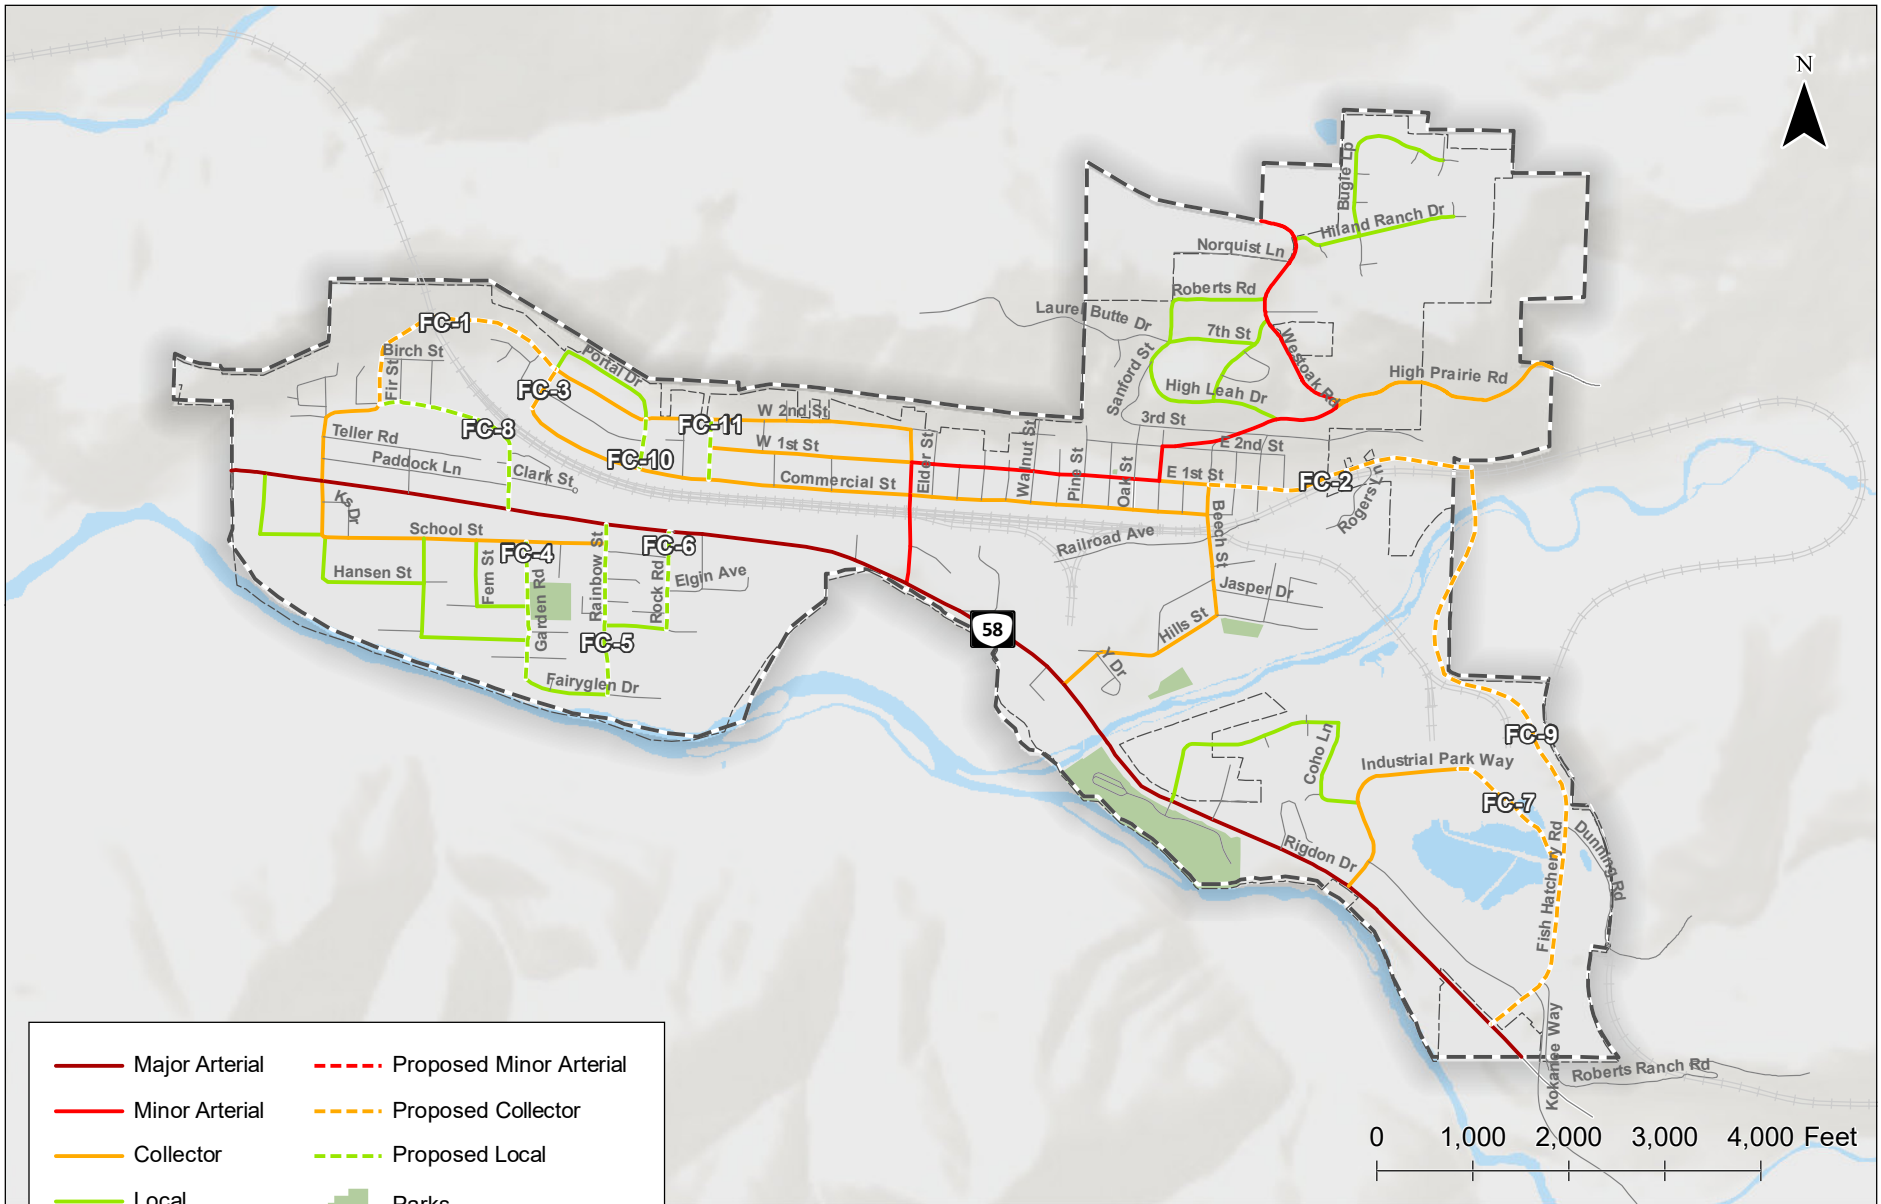 N
Bugle Lp
Hiland Ranch Dr
Norquist Ln
Roberts Rd
Laurel Butte Dr
7th St
Westoak Rd
Sanford St
High Leah Dr
High Prairie Rd
3rd St
FC-1
Birch St
Fir St
Portal Dr
FC-3
FC-8
FC-11
W 2nd St
W 1st St
FC-10
Teller Rd
Paddock Ln
Clark St
Commercial St
Elder St
Walnut St
Pine St
Oak St
E 2nd St
E 1st St
FC-2
Rogers Ln
Ks Dr
School St
FC-4
FC-6
Railroad Ave
Beech St
Hansen St
Fern St
Garden Rd
Rainbow St
Rock Rd
Elgin Ave
Jasper Dr
58
Hills St
Y Dr
FC-5
Fairyglen Dr
FC-9
Coho Ln
Industrial Park Way
FC-7
Rigdon Dr
Fish Hatchery Rd
Dunning Rd
Kokanee Way
Roberts Ranch Rd
Major Arterial
Proposed Minor Arterial
Minor Arterial
Proposed Collector
Collector
Proposed Local
Local
Parks
0 1,000 2,000 3,000 4,000 Feet